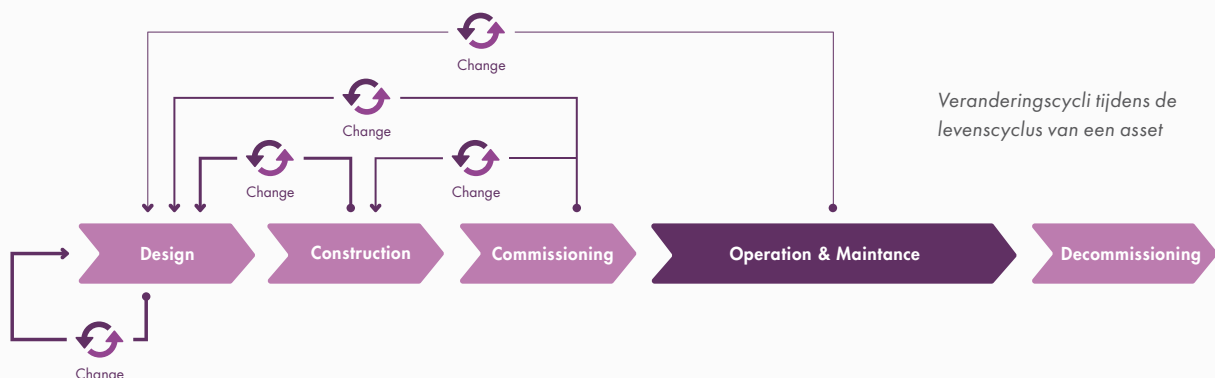 Change
Veranderingscycli tijdens de
levenscyclus van een asset
Change
Change
Change
Design
Construction
Commissioning
Operation & Maintance
Decommissioning
Change